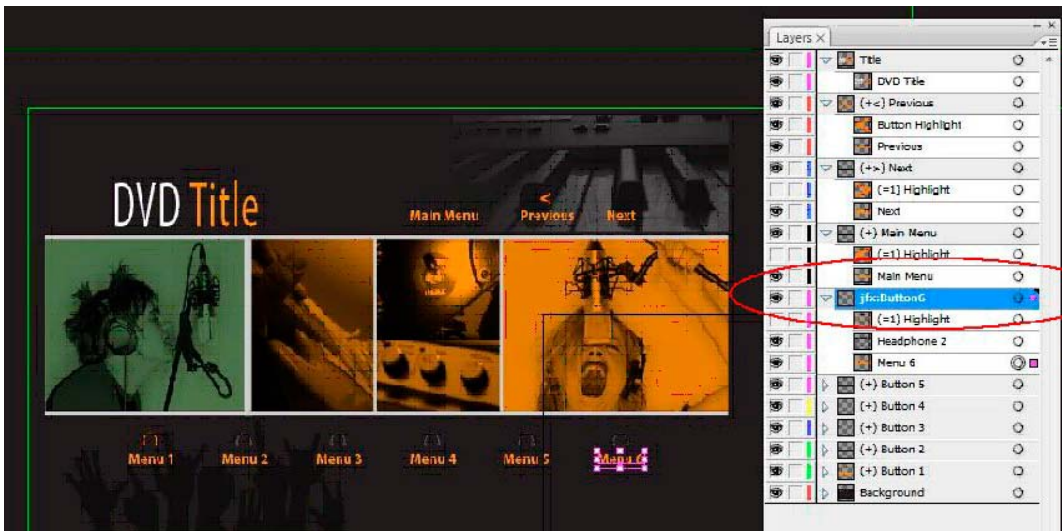 DVD Title
Main Menu
<
Previous
Next
Menu 1
Menu 2
Menu 3
Menu 4
Menu 5
Menu 6
Layers ×
Title
DVD Title
(+<) Previous
Button Highlight
Previous
(+>) Next
(=1) Highlight
Next
(+) Main Menu
(=1) Highlight
Main Menu
jfx:Button6
(=1) Highlight
Headphone 2
Menu 6
(+) Button 5
(+) Button 4
(+) Button 3
(+) Button 2
(+) Button 1
Background